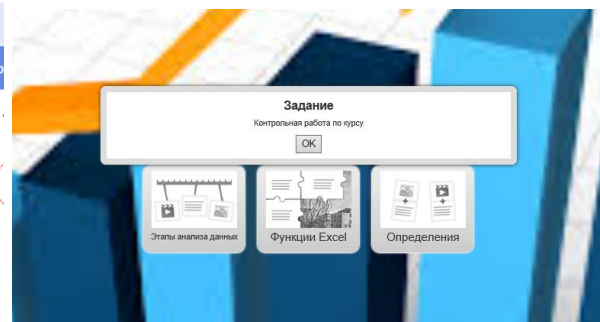 Задание
Контрольная работа по курсу
OK
Этапы анализа данных
Функции Excel
Определения